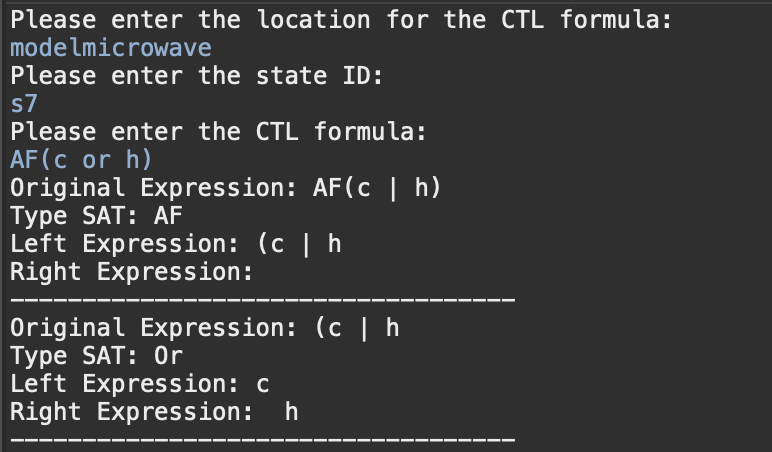 Please enter the location for the CTL formula:
modelmicrowave
Please enter the state ID:
s7
Please enter the CTL formula:
AF(c or h)
Original Expression: AF(c | h)
Type SAT: AF
Left Expression: (c | h
Right Expression:
-----------------------------------
Original Expression: (c | h
Type SAT: Or
Left Expression: c
Right Expression:  h
-----------------------------------